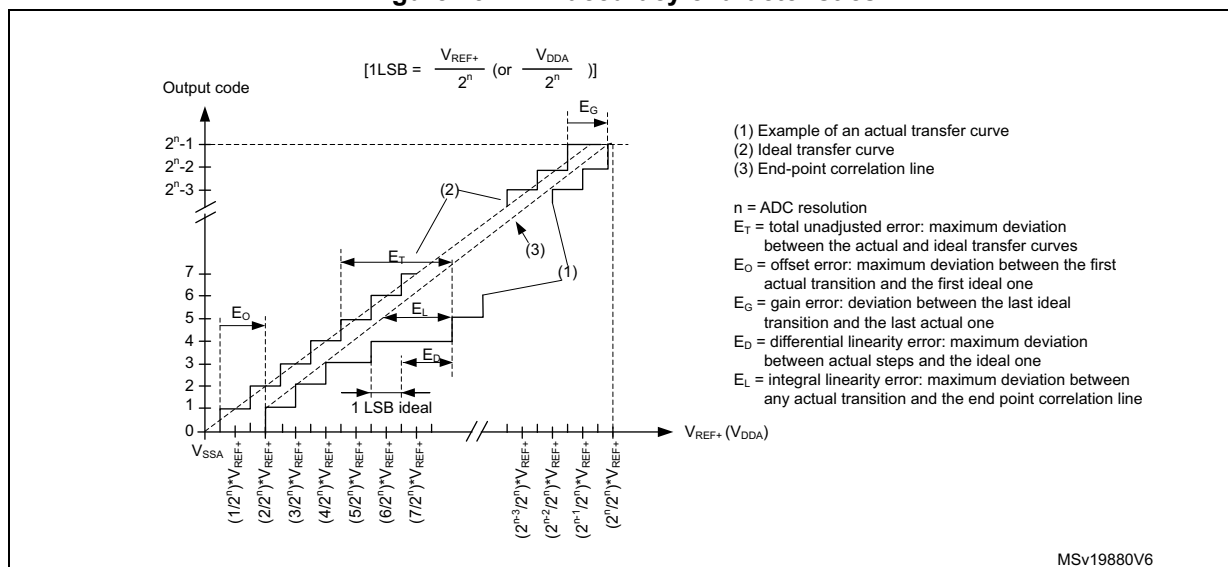 [1LSB = V_REF+ / 2^n (or V_DDA / 2^n )]
Output code
E_G
2^n-1
2^n-2
2^n-3
(2)
(3)
(1)
7
6
5
4
3
2
1
0
E_T
E_O
E_L
E_D
1 LSB ideal
V_SSA
(1/2^n)*V_REF+
(2/2^n)*V_REF+
(3/2^n)*V_REF+
(4/2^n)*V_REF+
(5/2^n)*V_REF+
(6/2^n)*V_REF+
(7/2^n)*V_REF+
(2^n-3/2^n)*V_REF+
(2^n-2/2^n)*V_REF+
(2^n-1/2^n)*V_REF+
(2^n/2^n)*V_REF+
V_REF+ (V_DDA)
(1) Example of an actual transfer curve
(2) Ideal transfer curve
(3) End-point correlation line
n = ADC resolution
E_T = total unadjusted error: maximum deviation
between the actual and ideal transfer curves
E_O = offset error: maximum deviation between the first
actual transition and the first ideal one
E_G = gain error: deviation between the last ideal
transition and the last actual one
E_D = differential linearity error: maximum deviation
between actual steps and the ideal one
E_L = integral linearity error: maximum deviation between
any actual transition and the end point correlation line
MSv19880V6